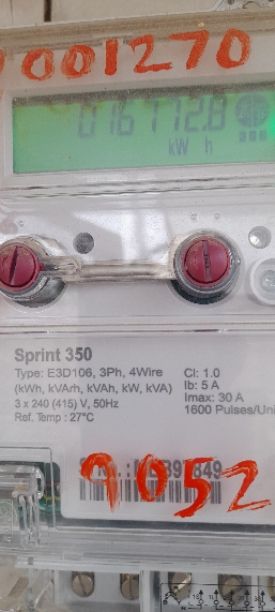 001270
016772.8
kW h
Sprint 350
Type: E3D106, 3Ph, 4Wire Cl: 1.0
(kWh, kVArh, kVAh, kW, kVA) Ib: 5 A
3 x 240 (415) V, 50Hz Imax: 30 A
Ref. Temp : 27°C 1600 Pulses/Uni
9052